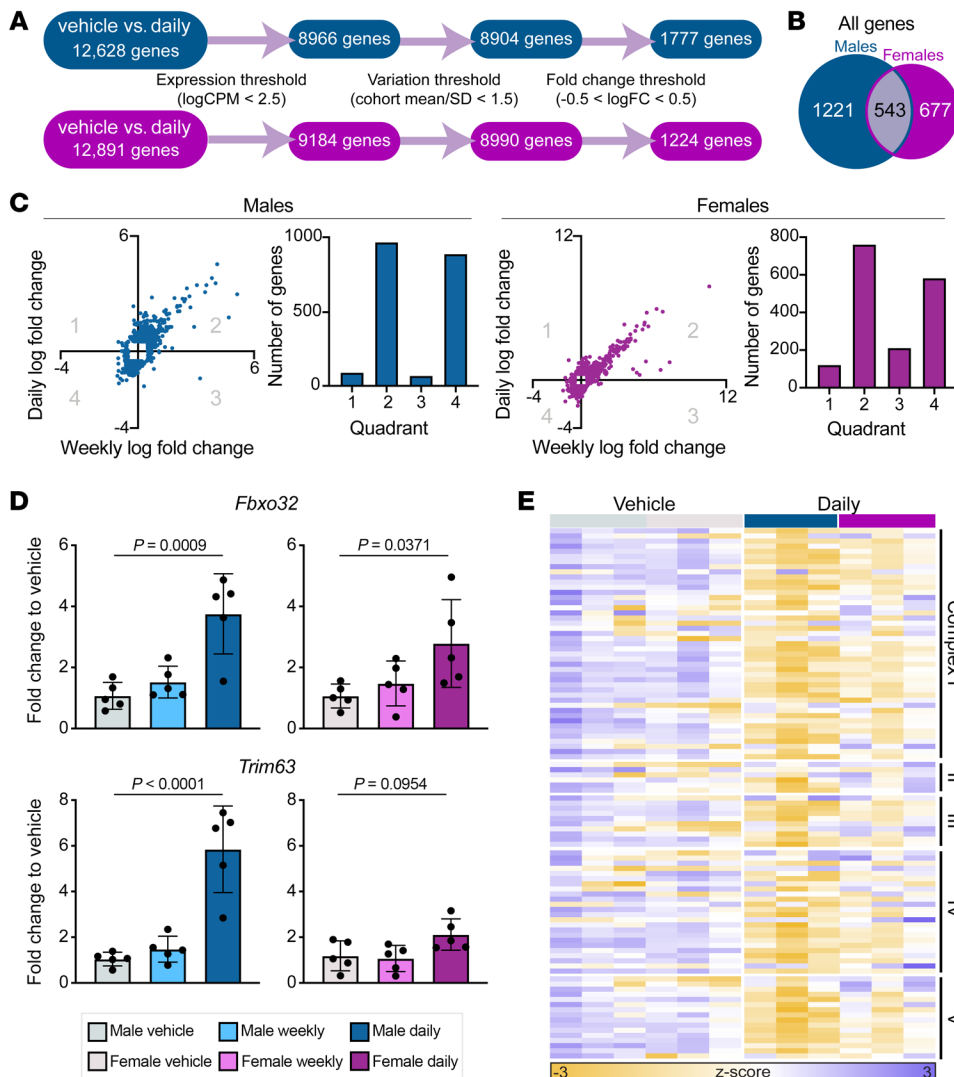 A
vehicle vs. daily
12,628 genes
8966 genes
8904 genes
1777 genes
Expression threshold
(logCPM < 2.5)
Variation threshold
(cohort mean/SD < 1.5)
Fold change threshold
(-0.5 < logFC < 0.5)
vehicle vs. daily
12,891 genes
9184 genes
8990 genes
1224 genes
B
All genes
Males
Females
1221
543
677
C
Males
Daily log fold change
6
-4
6
-4
1
2
3
4
Weekly log fold change
Number of genes
1000
500
0
1
2
3
4
Quadrant
Females
Daily log fold change
12
-4
12
-4
1
2
3
4
Weekly log fold change
Number of genes
800
600
400
200
0
1
2
3
4
Quadrant
D
Fbxo32
Fold change to vehicle
6
4
2
0
P = 0.0009
6
4
2
0
P = 0.0371
Trim63
Fold change to vehicle
8
6
4
2
0
P < 0.0001
8
6
4
2
0
P = 0.0954
Male vehicle
Male weekly
Male daily
Female vehicle
Female weekly
Female daily
E
Vehicle
Daily
Complex I
II
III
IV
V
-3
z-score
3